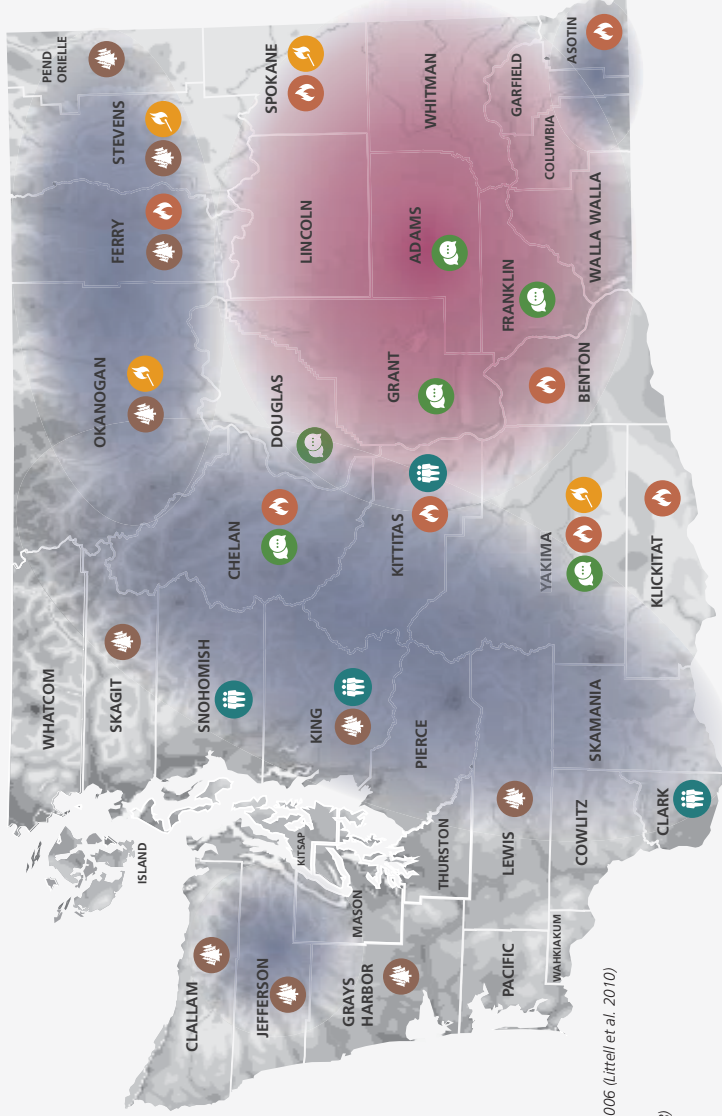 WHATCOM
SKAGIT
SNOHOMISH
KING
PIERCE
ISLAND
KITSAP
CLALLAM
JEFFERSON
MASON
GRAYS
HARBOR
THURSTON
LEWIS
PACIFIC
WAHKIAKUM
COWLITZ
CLARK
SKAMANIA
KLICKITAT
YAKIMA
KITTITAS
CHELAN
OKANOGAN
DOUGLAS
GRANT
BENTON
FERRY
STEVENS
PEND
ORIELLE
LINCOLN
SPOKANE
ADAMS
WHITMAN
FRANKLIN
WALLA WALLA
COLUMBIA
GARFIELD
ASOTIN
006 (Littell et al. 2010)